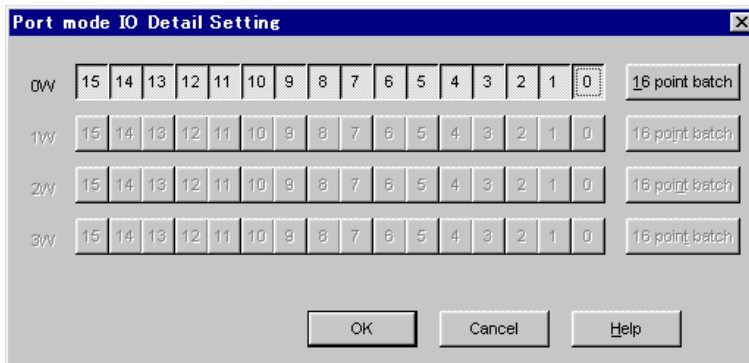 Port mode IO Detail Setting
0W 15 14 13 12 11 10 9 8 7 6 5 4 3 2 1 0 16 point batch
1W 15 14 13 12 11 10 9 8 7 6 5 4 3 2 1 0 16 point batch
2W 15 14 13 12 11 10 9 8 7 6 5 4 3 2 1 0 16 point batch
3W 15 14 13 12 11 10 9 8 7 6 5 4 3 2 1 0 16 point batch
OK Cancel Help